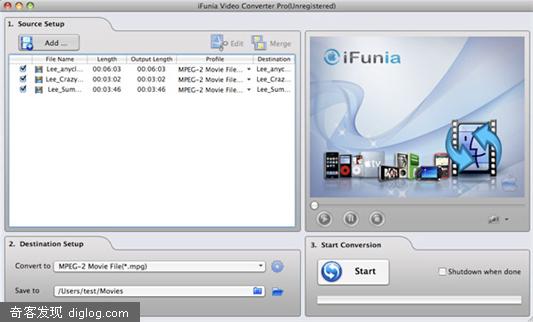 iFunia Video Converter Pro(Unregistered)
1. Source Setup
Add ...
Edit
Merge
File Name Length Output Length Profile Destination
Lee_anycl... 00:06:03 00:06:03 MPEG-2 Movie File... Lee_anyc...
Lee_Crazy... 00:03:02 00:03:02 MPEG-2 Movie File... Lee_Craz...
Lee_Sum... 00:03:46 00:03:46 MPEG-2 Movie File... Lee_Sum...
iFunia
tv
2. Destination Setup
Convert to MPEG-2 Movie File(*.mpg)
Save to /Users/test/Movies
3. Start Conversion
Start
Shutdown when done
奇客发现 diglog.com